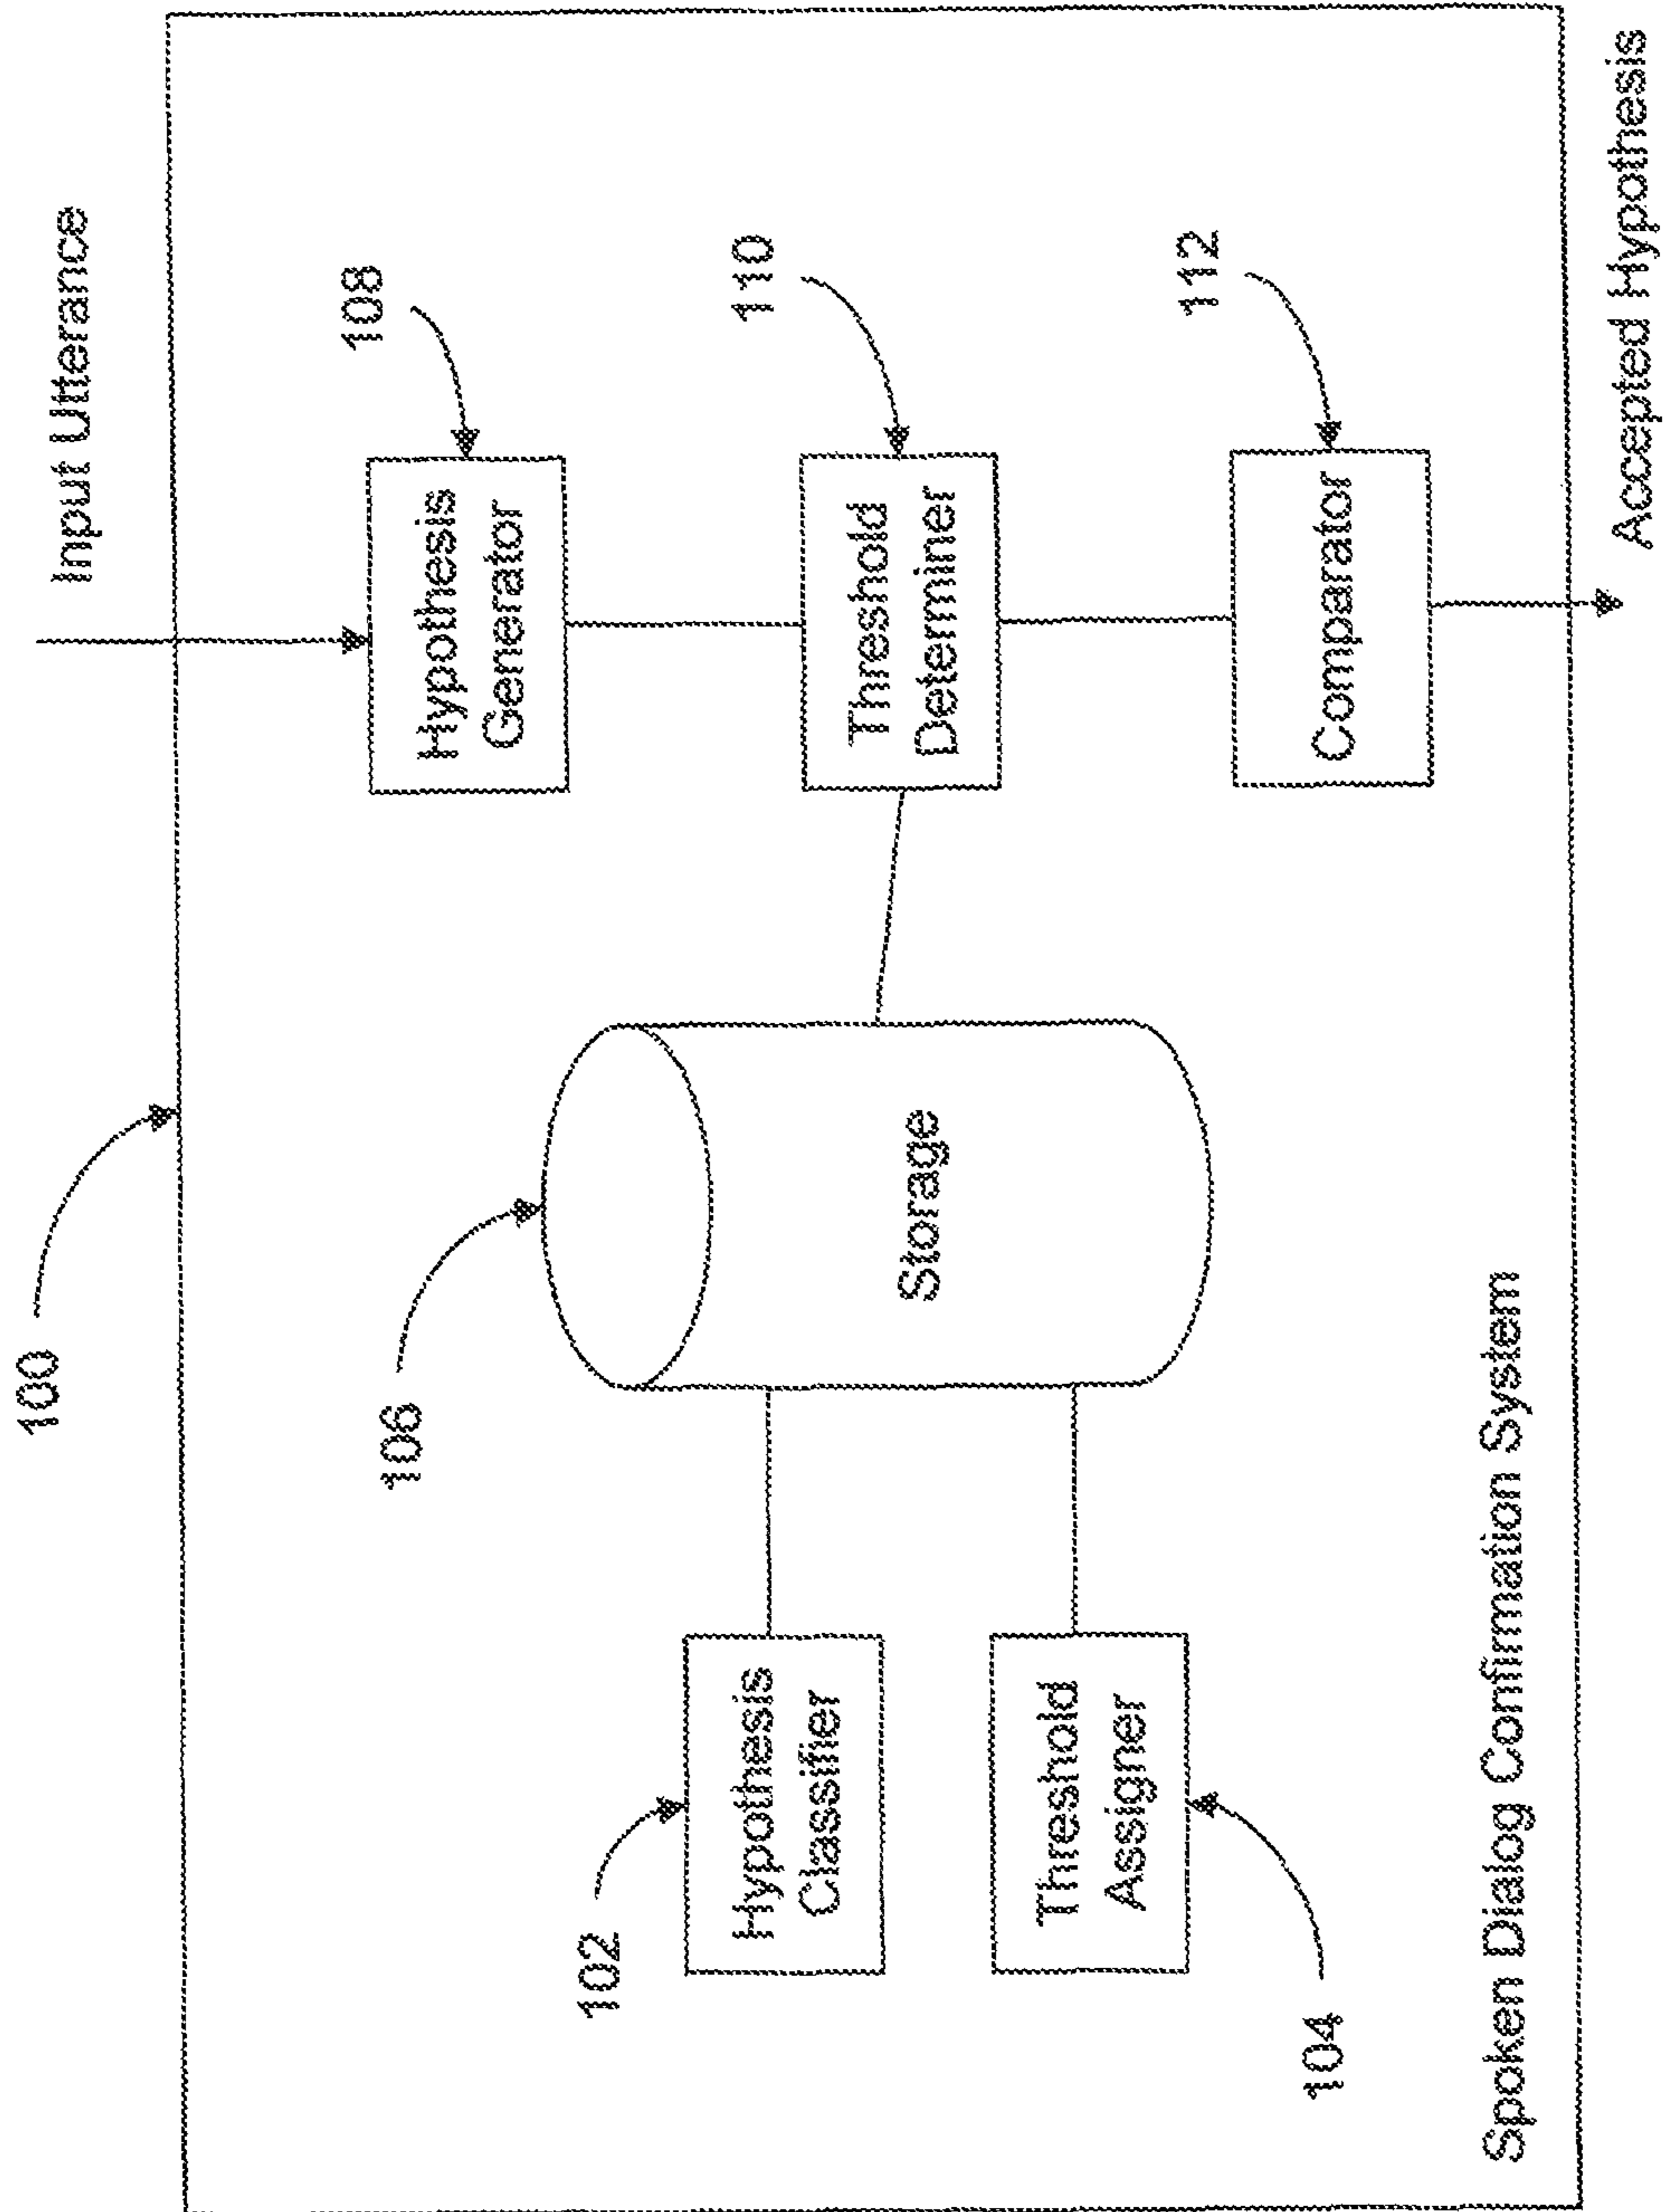 100
Input Utterance
106
108
Hypothesis
Generator
102
Hypothesis
Classifier
Storage
110
Threshold
Determiner
Threshold
Assigner
104
112
Comparator
Spoken Dialog Confirmation System
Accepted Hypothesis